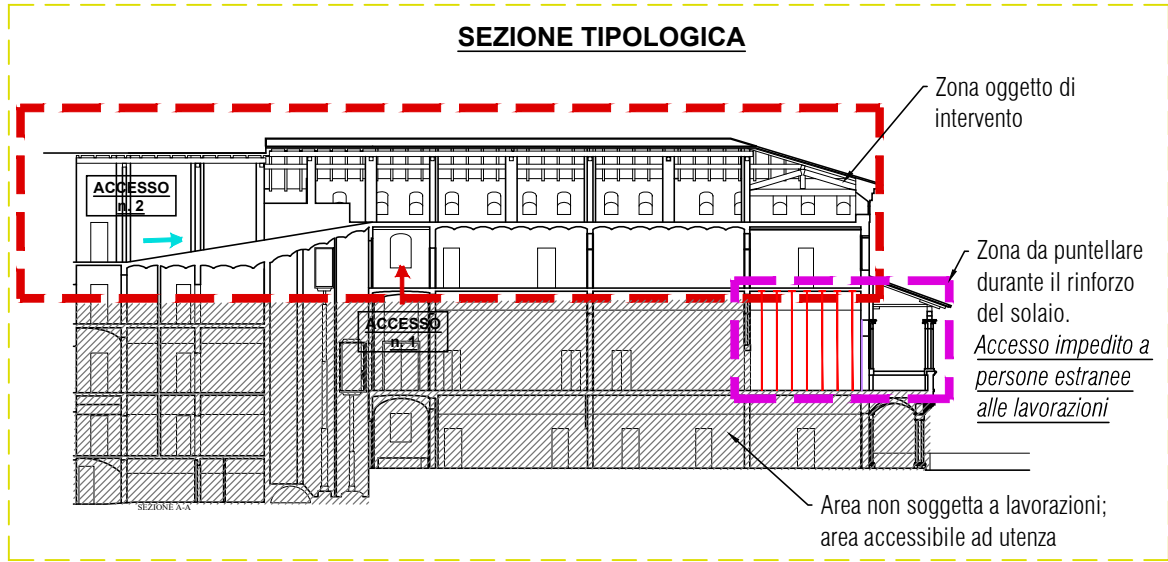 SEZIONE TIPOLOGICA
Zona oggetto di
intervento
ACCESSO
n. 2
Zona da puntellare
durante il rinforzo
del solaio.
Accesso impedito a
persone estranee
alle lavorazioni
ACCESSO
n. 1
Area non soggetta a lavorazioni;
area accessibile ad utenza
SEZIONE A-A